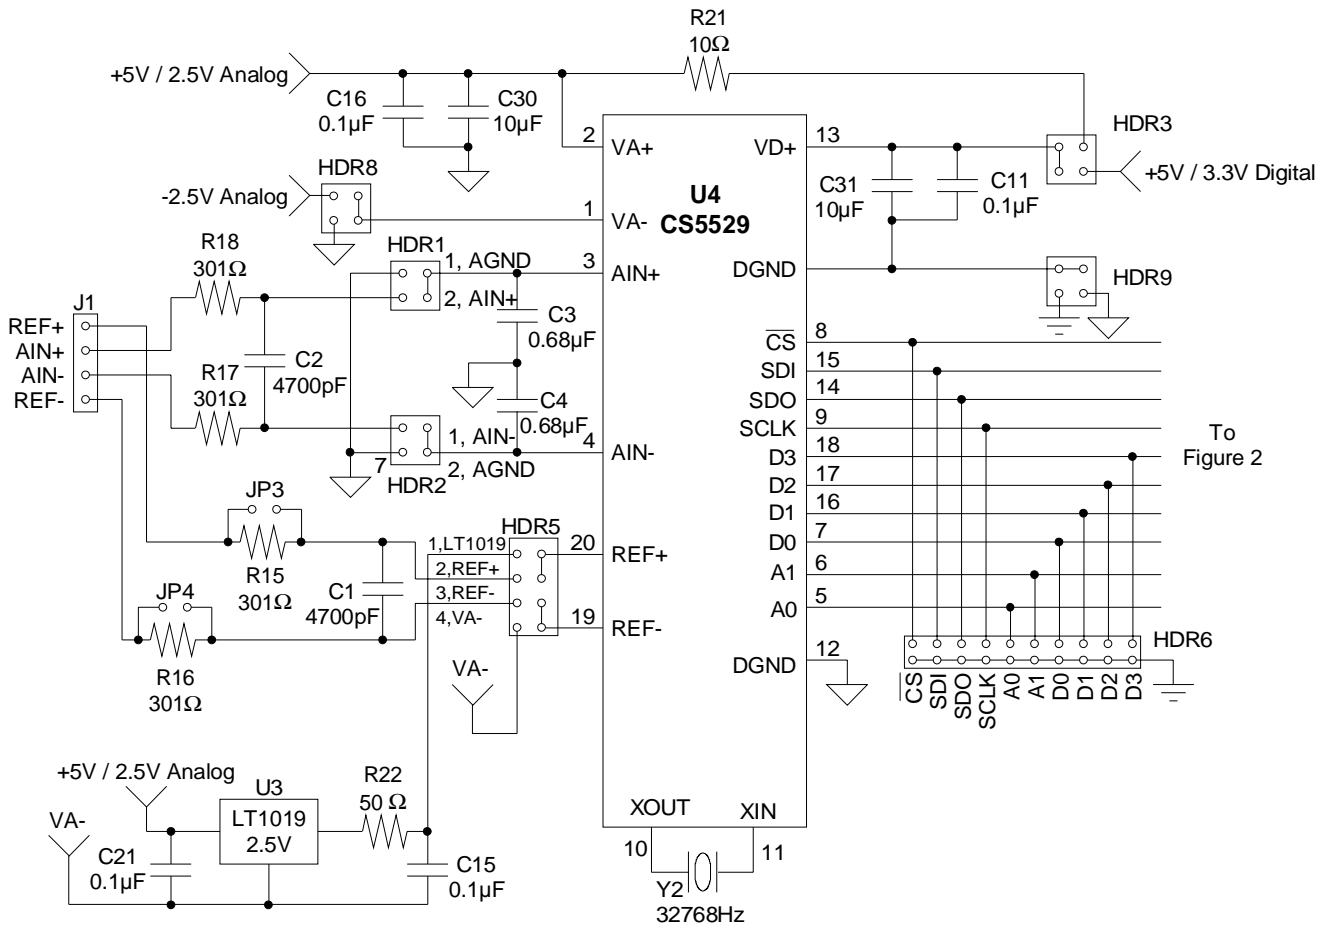 R21
10Ω
+5V / 2.5V Analog
C16
0.1µF
C30
10µF
HDR3
+5V / 3.3V Digital
2
VA+
VD+
13
C31
10µF
C11
0.1µF
HDR8
-2.5V Analog
1
VA-
U4
CS5529
R18
301Ω
HDR1
1, AGND
2, AIN+
3
AIN+
DGND
HDR9
J1
REF+
AIN+
AIN-
REF-
C2
4700pF
C3
0.68µF
R17
301Ω
C4
0.68µF
1, AIN-
2, AGND
7
HDR2
4
AIN-
CS
8
SDI
15
SDO
14
SCLK
9
D3
18
D2
17
D1
16
D0
7
A1
6
A0
5
To
Figure 2
JP3
R15
301Ω
JP4
R16
301Ω
C1
4700pF
HDR5
1,LT1019
2,REF+
3,REF-
4,VA-
20
REF+
19
REF-
VA-
DGND
12
HDR6
CS
SDI
SDO
SCLK
A0
A1
D0
D1
D2
D3
+5V / 2.5V Analog
VA-
U3
LT1019
2.5V
R22
50 Ω
C21
0.1µF
C15
0.1µF
XOUT
XIN
10
11
Y2
32768Hz